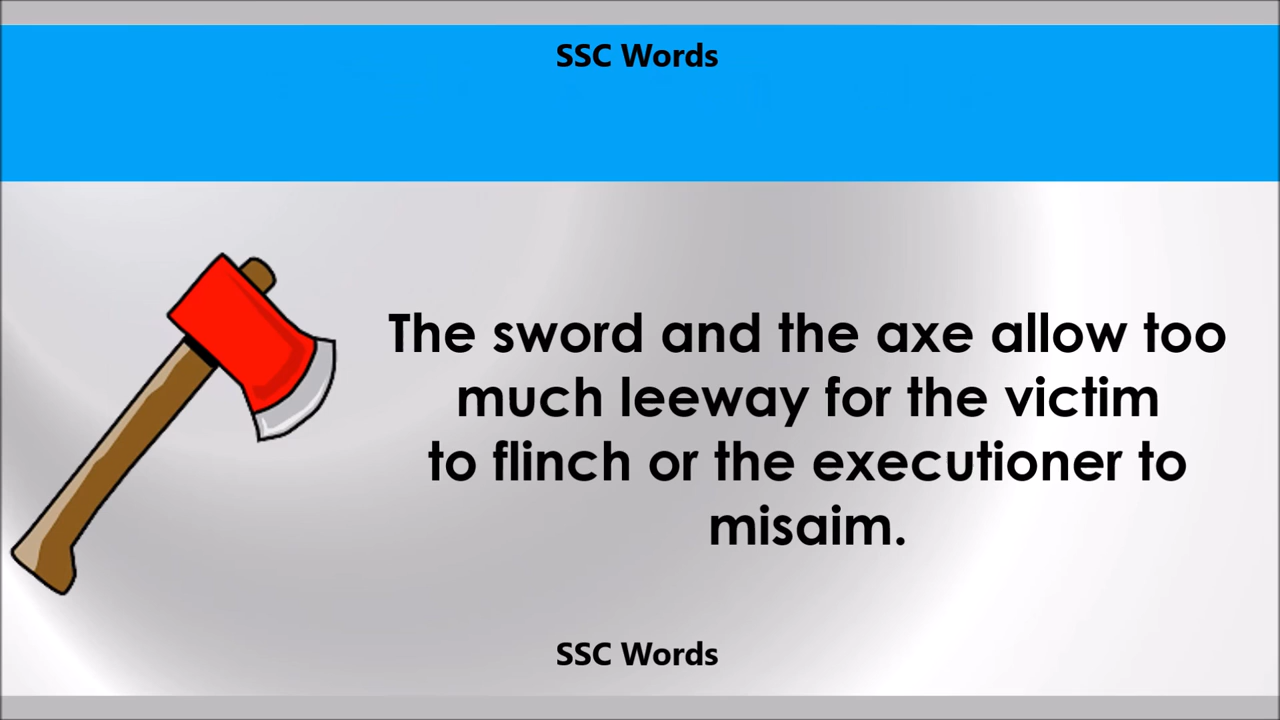 SSC Words
The sword and the axe allow too
much leeway for the victim
to flinch or the executioner to
misaim.
SSC Words